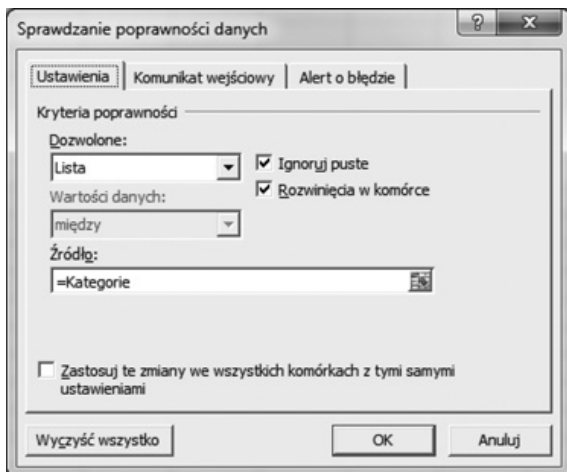 Sprawdzanie poprawności danych
Ustawienia
Komunikat wejściowy
Alert o błędzie
Kryteria poprawności
Dozwolone:
Lista
Ignoruj puste
Wartości danych:
Rozwinięcia w komórce
między
Źródło:
=Kategorie
Zastosuj te zmiany we wszystkich komórkach z tymi samymi
ustawieniami
Wyczyść wszystko
OK
Anuluj